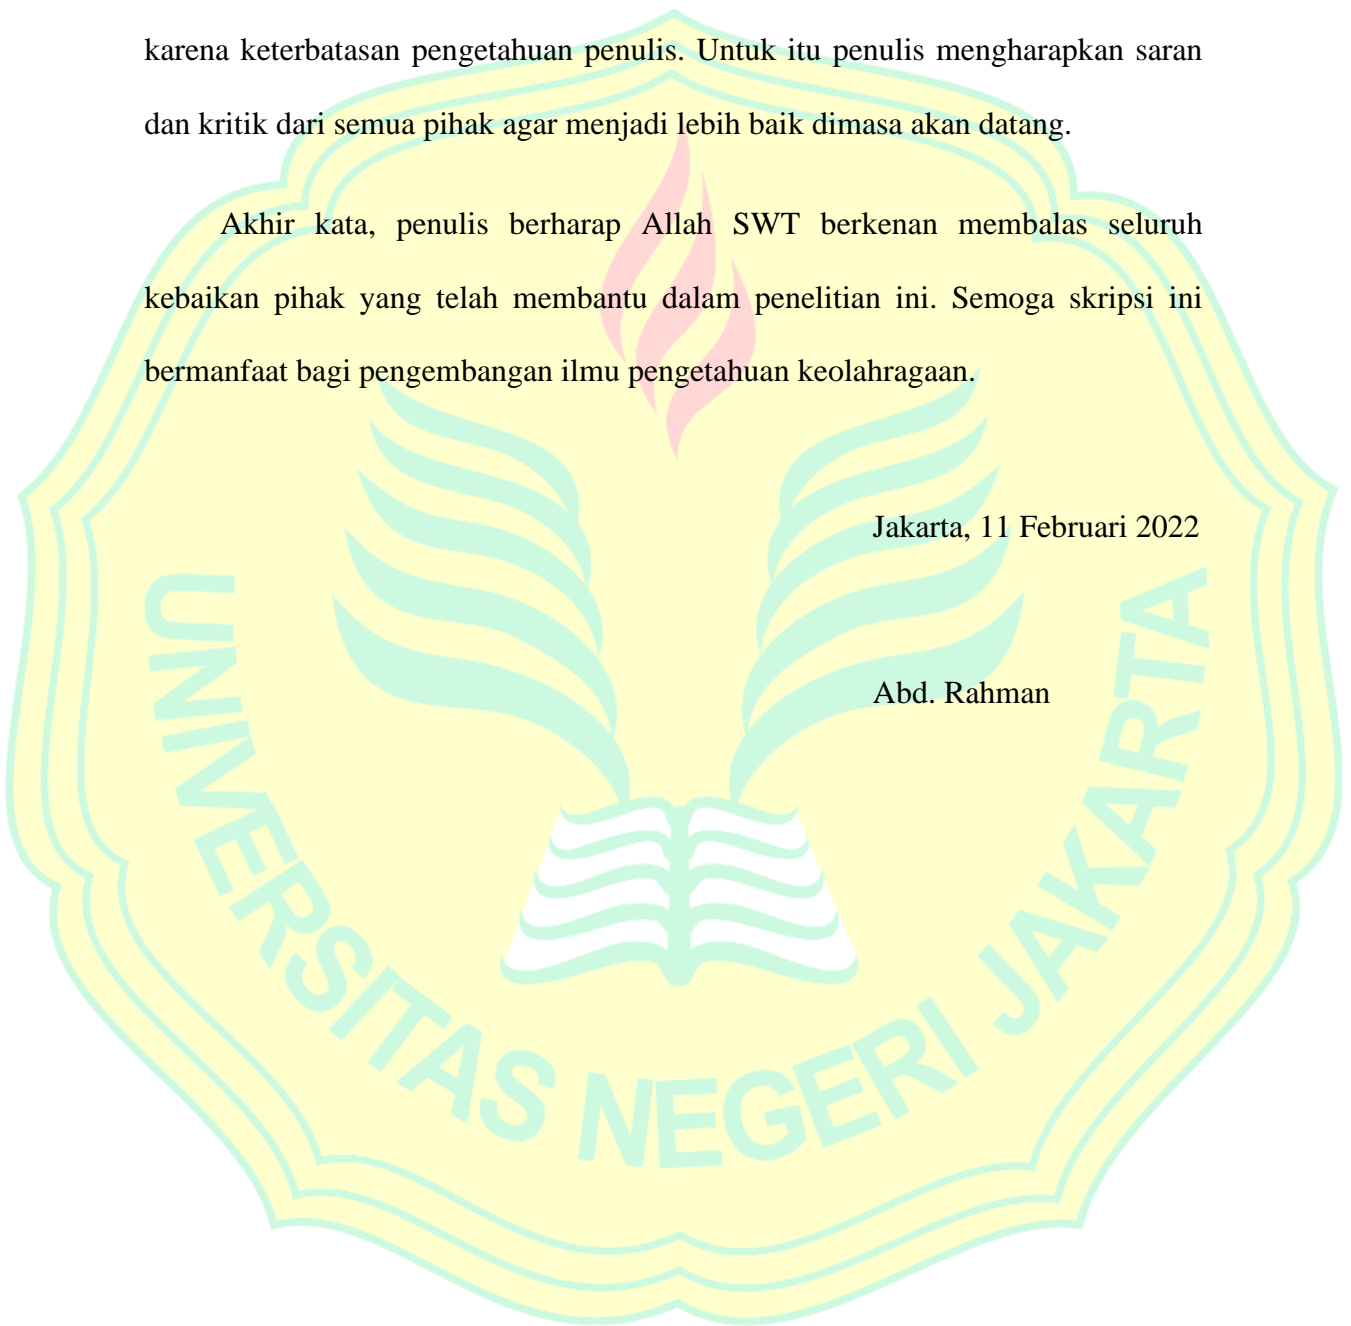 karena keterbatasan pengetahuan penulis. Untuk itu penulis mengharapkan saran
dan kritik dari semua pihak agar menjadi lebih baik dimasa akan datang.
Akhir kata, penulis berharap Allah SWT berkenan membalas seluruh
kebaikan pihak yang telah membantu dalam penelitian ini. Semoga skripsi ini
bermanfaat bagi pengembangan ilmu pengetahuan keolahragaan.
Jakarta, 11 Februari 2022
Abd. Rahman
UNIVERSITAS NEGERI JAKARTA